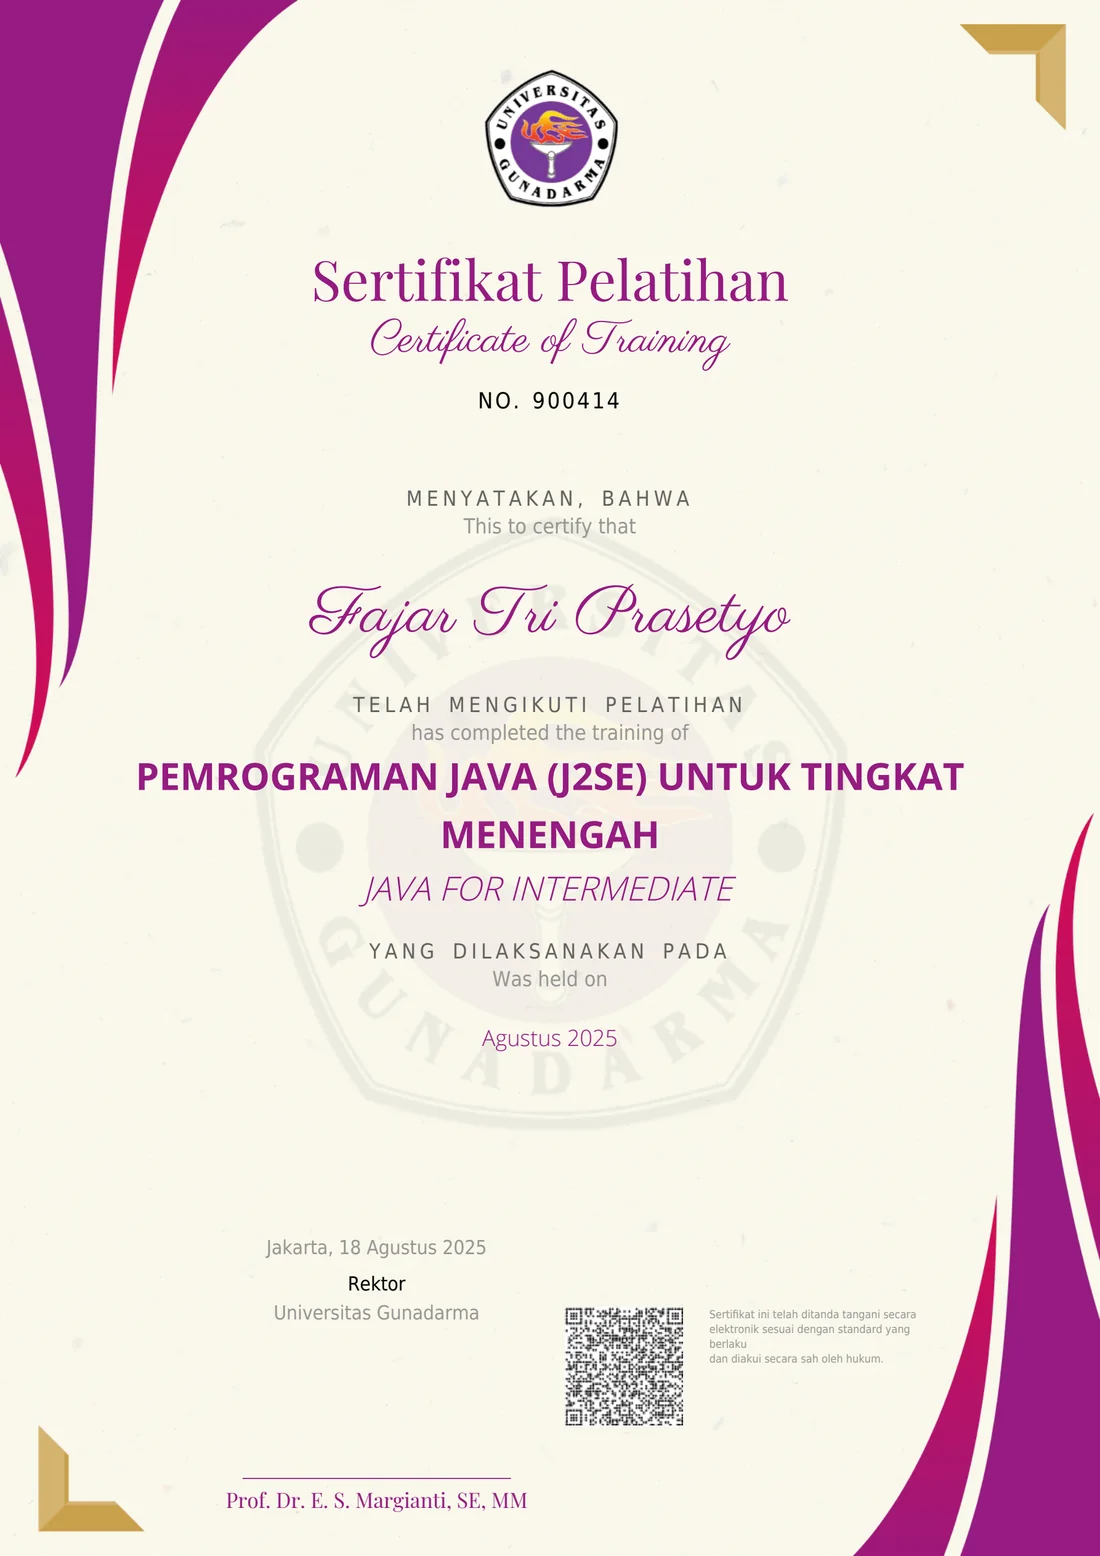 UNIVERSITAS
GUNADARMA
Sertifikat Pelatihan
Certificate of Training
NO. 900414
MENYATAKAN, BAHWA
This to certify that
Fajar Tri Prasetyo
TELAH MENGIKUTI PELATIHAN
has completed the training of
PEMROGRAMAN JAVA (J2SE) UNTUK TINGKAT
MENENGAH
JAVA FOR INTERMEDIATE
YANG DILAKSANAKAN PADA
Was held on
Agustus 2025
UNIVERSITAS
GUNADARMA
Jakarta, 18 Agustus 2025
Rektor
Universitas Gunadarma
Sertifikat ini telah ditanda tangani secara
elektronik sesuai dengan standard yang
berlaku
dan diakui secara sah oleh hukum.
Prof. Dr. E. S. Margianti, SE, MM